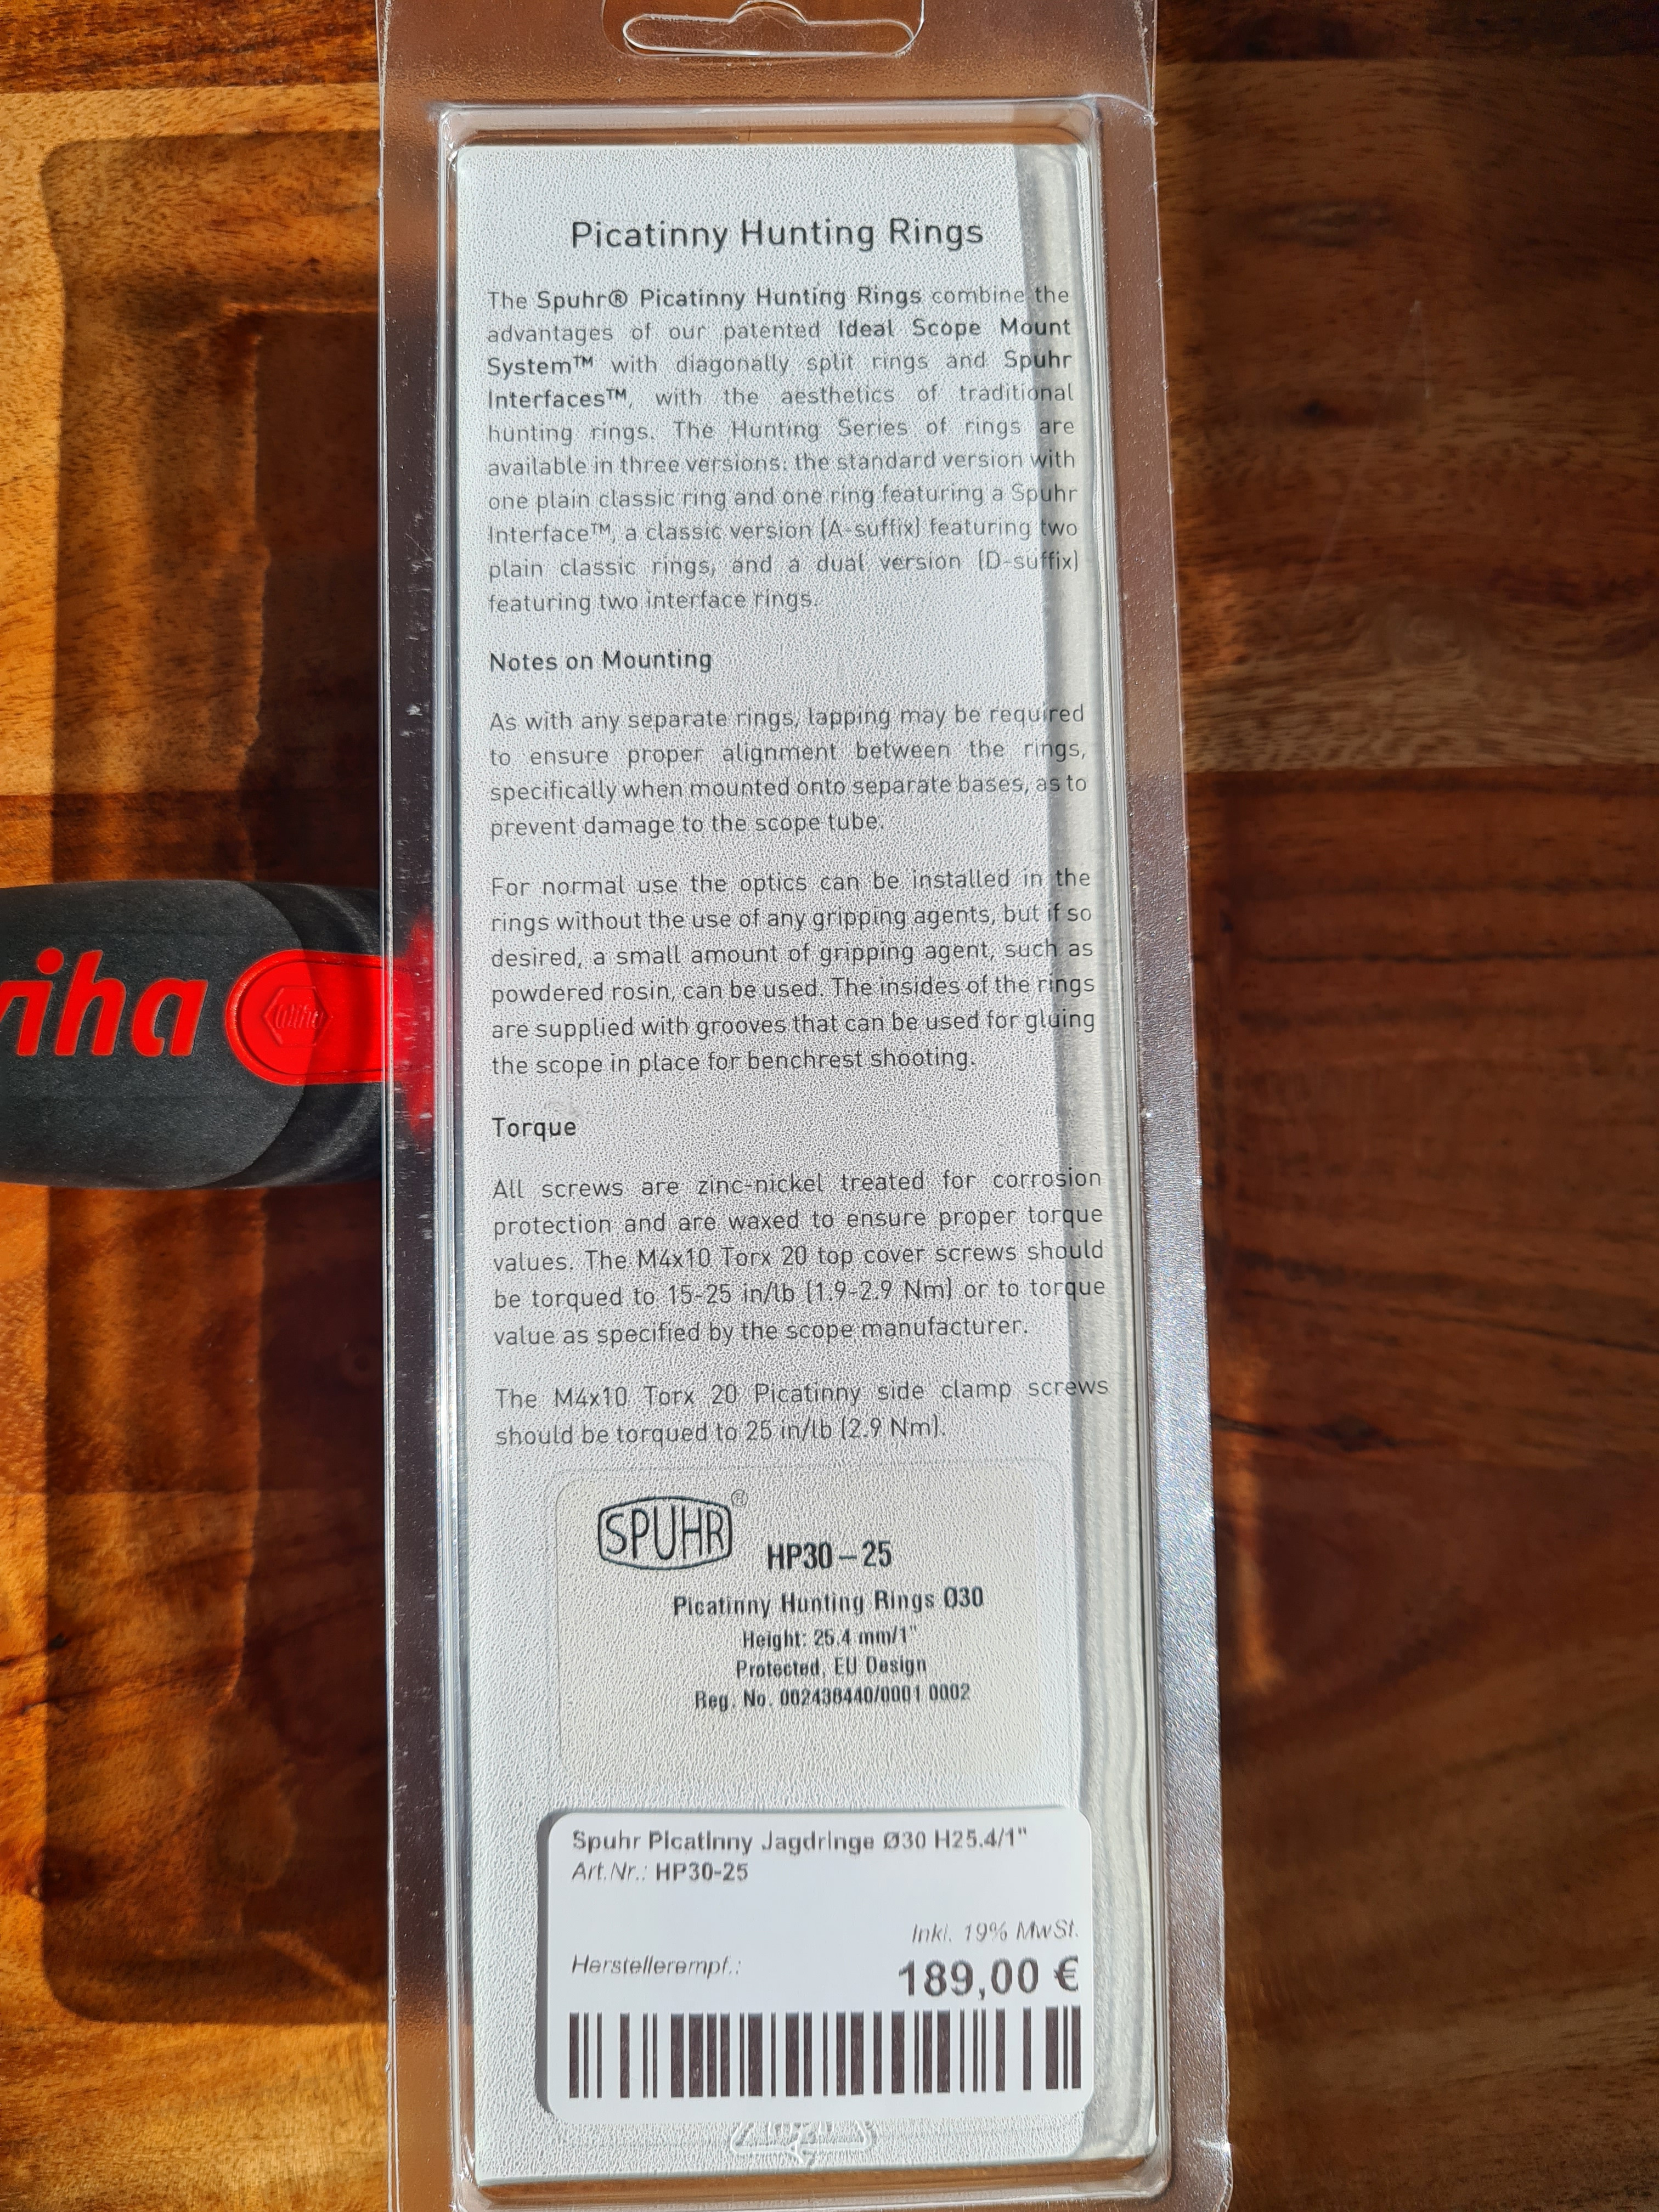 Picatinny Hunting Rings
The Spuhr® Picatinny Hunting Rings combine the
advantages of our patented Ideal Scope Mount
System™ with diagonally split rings and Spuhr
Interfaces™, with the aesthetics of traditional
hunting rings. The Hunting Series of rings are
available in three versions: the standard version with
one plain classic ring and one ring featuring a Spuhr
Interface™, a classic version (A-suffix) featuring two
plain classic rings, and a dual version (D-suffix)
featuring two interface rings.
Notes on Mounting
As with any separate rings, lapping may be required
to ensure proper alignment between the rings,
specifically when mounted onto separate bases, as to
prevent damage to the scope tube.
For normal use the optics can be installed in the
rings without the use of any gripping agents, but if so
desired, a small amount of gripping agent, such as
powdered rosin, can be used. The insides of the rings
are supplied with grooves that can be used for gluing
the scope in place for benchrest shooting.
Torque
All screws are zinc-nickel treated for corrosion
protection and are waxed to ensure proper torque
values. The M4x10 Torx 20 top cover screws should
be torqued to 15-25 in/lb (1.9-2.9 Nm) or to torque
value as specified by the scope manufacturer.
The M4x10 Torx 20 Picatinny side clamp screws
should be torqued to 25 in/lb (2.9 Nm).
SPUHR® HP30-25
Picatinny Hunting Rings Ø30
Height: 25.4 mm/1"
Protected, EU Design
Reg. No. 002438440/0001 0002
Spuhr Picatinny Jagdringe Ø30 H25.4/1"
Art.Nr.: HP30-25
Inkl. 19% MwSt.
Herstellerempf.: 189,00 €
iha
Wiha